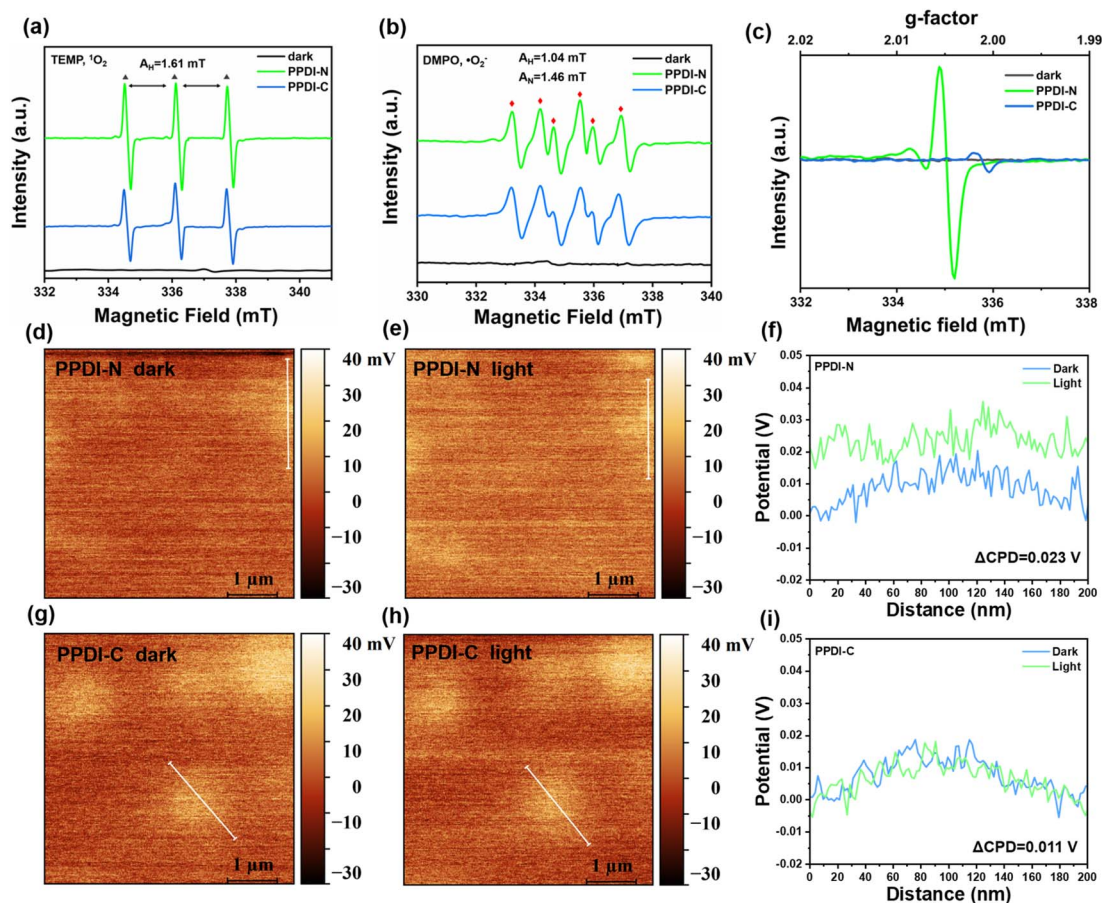 (a)
TEMP, ¹O₂
A_H=1.61 mT
dark
PPDI-N
PPDI-C
Intensity (a.u.)
332 334 336 338 340
Magnetic Field (mT)
(b)
DMPO, •O₂⁻
A_H=1.04 mT
A_N=1.46 mT
dark
PPDI-N
PPDI-C
Intensity (a.u.)
330 332 334 336 338 340
Magnetic Field (mT)
(c)
g-factor
2.02 2.01 2.00 1.99
dark
PPDI-N
PPDI-C
Intensity (a.u.)
332 334 336 338
Magnetic field (mT)
(d)
PPDI-N dark
1 µm
40 mV
30
20
10
0
−10
−20
−30
(e)
PPDI-N light
1 µm
40 mV
30
20
10
0
−10
−20
−30
(f)
PPDI-N
Dark
Light
Potential (V)
0.05
0.04
0.03
0.02
0.01
0.00
-0.01
-0.02
ΔCPD=0.023 V
0 20 40 60 80 100 120 140 160 180 200
Distance (nm)
(g)
PPDI-C dark
1 µm
40 mV
30
20
10
0
−10
−20
−30
(h)
PPDI-C light
1 µm
40 mV
30
20
10
0
−10
−20
−30
(i)
PPDI-C
Dark
Light
Potential (V)
0.05
0.04
0.03
0.02
0.01
0.00
-0.01
-0.02
ΔCPD=0.011 V
0 20 40 60 80 100 120 140 160 180 200
Distance (nm)